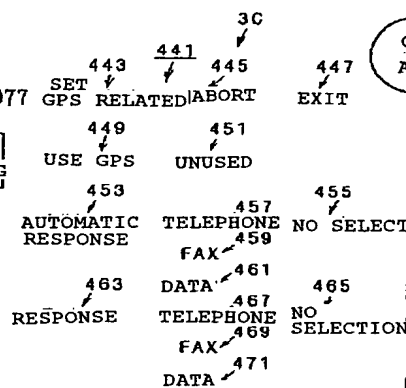 3C
443 441 445 447
077 SET GPS RELATED ABORT EXIT
449 451
USE GPS UNUSED
453 457 455
AUTOMATIC RESPONSE TELEPHONE NO SELECT
FAX 459
DATA 461
463 467 465
RESPONSE TELEPHONE NO SELECTION
FAX 469
DATA 471